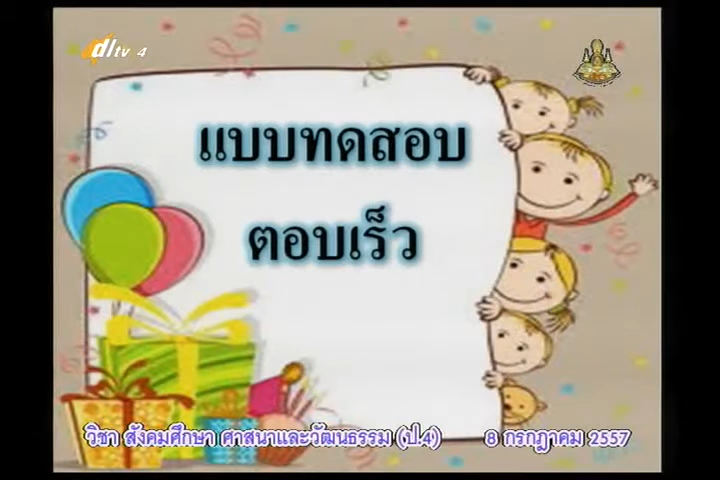 dltv 4
แบบทดสอบ
ตอบเร็ว
วิชา สังคมศึกษา ศาสนาและวัฒนธรรม (ป.4) 8 กรกฎาคม 2557